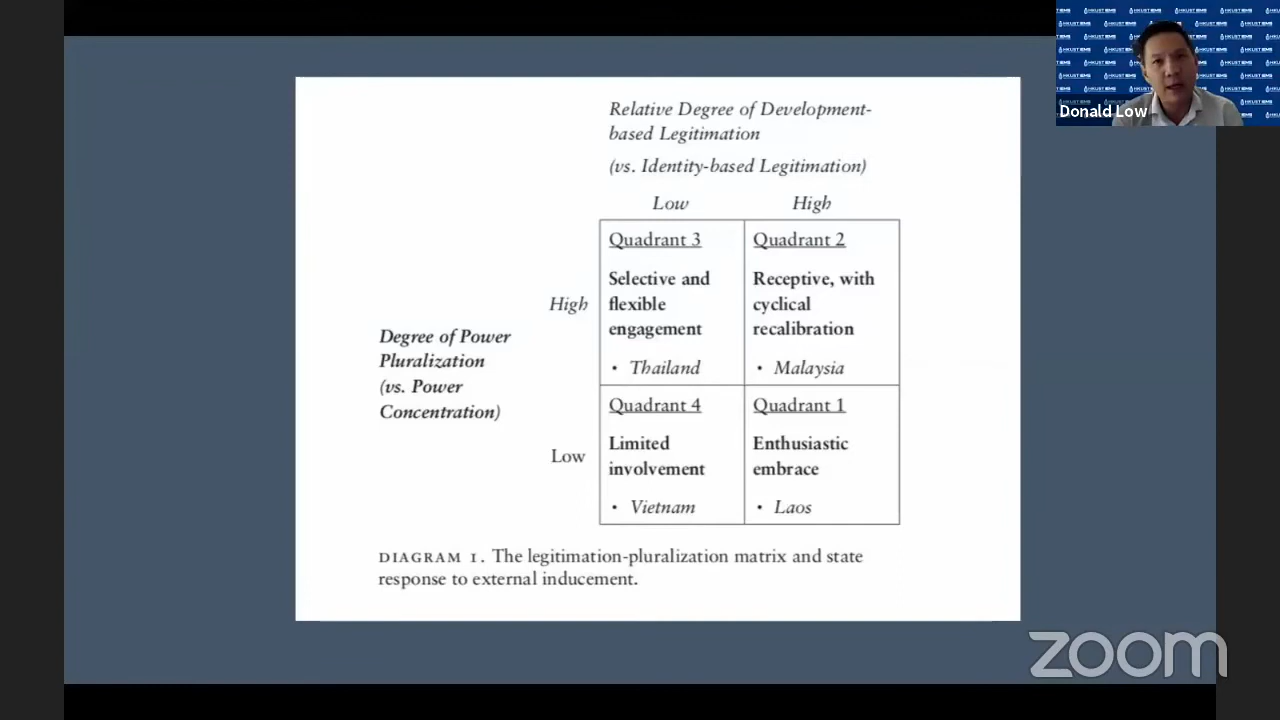 Relative Degree of Development-
based Legitimation
(vs. Identity-based Legitimation)
Low High
Quadrant 3
Selective and
flexible
engagement
• Thailand
Quadrant 2
Receptive, with
cyclical
recalibration
• Malaysia
High
Degree of Power
Pluralization
(vs. Power
Concentration)
Low
Quadrant 4
Limited
involvement
• Vietnam
Quadrant 1
Enthusiastic
embrace
• Laos
DIAGRAM 1. The legitimation-pluralization matrix and state
response to external inducement.
Donald Low
HKUST IEMS
zoom